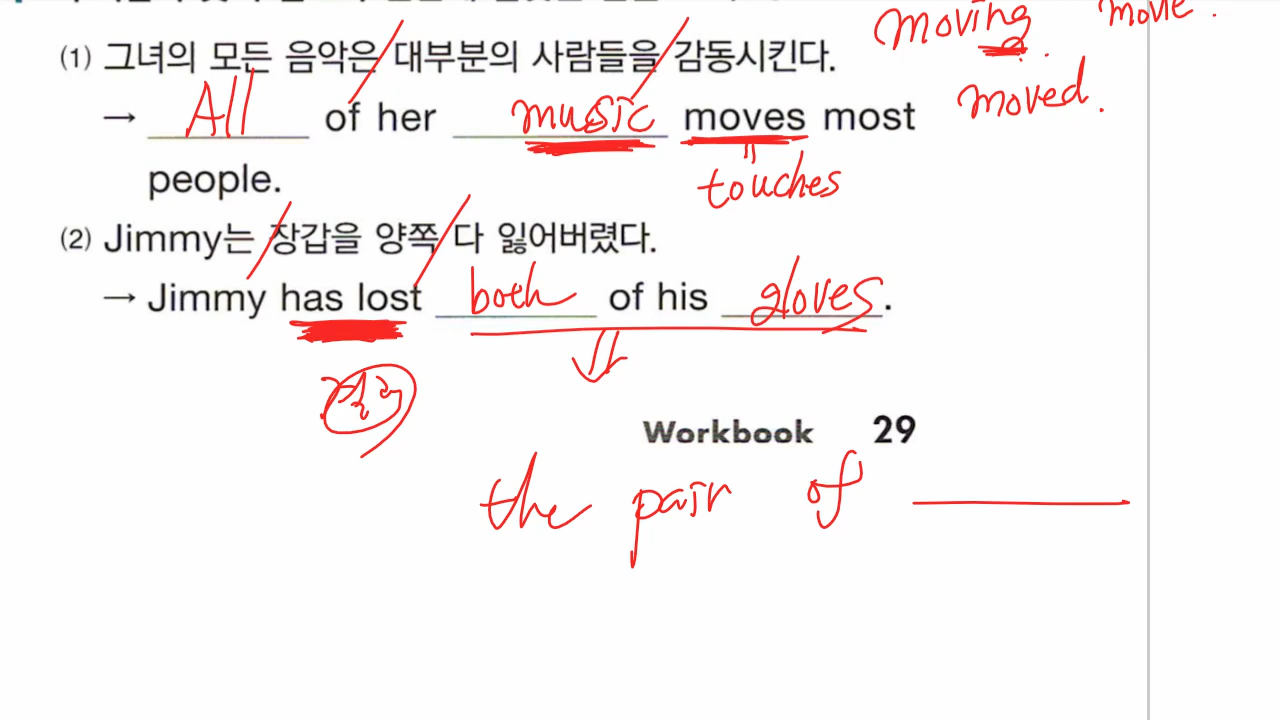 moving movie.
(1) 그녀의 모든 음악은 대부분의 사람들을 감동시킨다.
moved.
→ All of her music moves most
people.
touches
(2) Jimmy는 장갑을 양쪽 다 잃어버렸다.
→ Jimmy has lost both of his gloves.
Workbook 29
the pair of